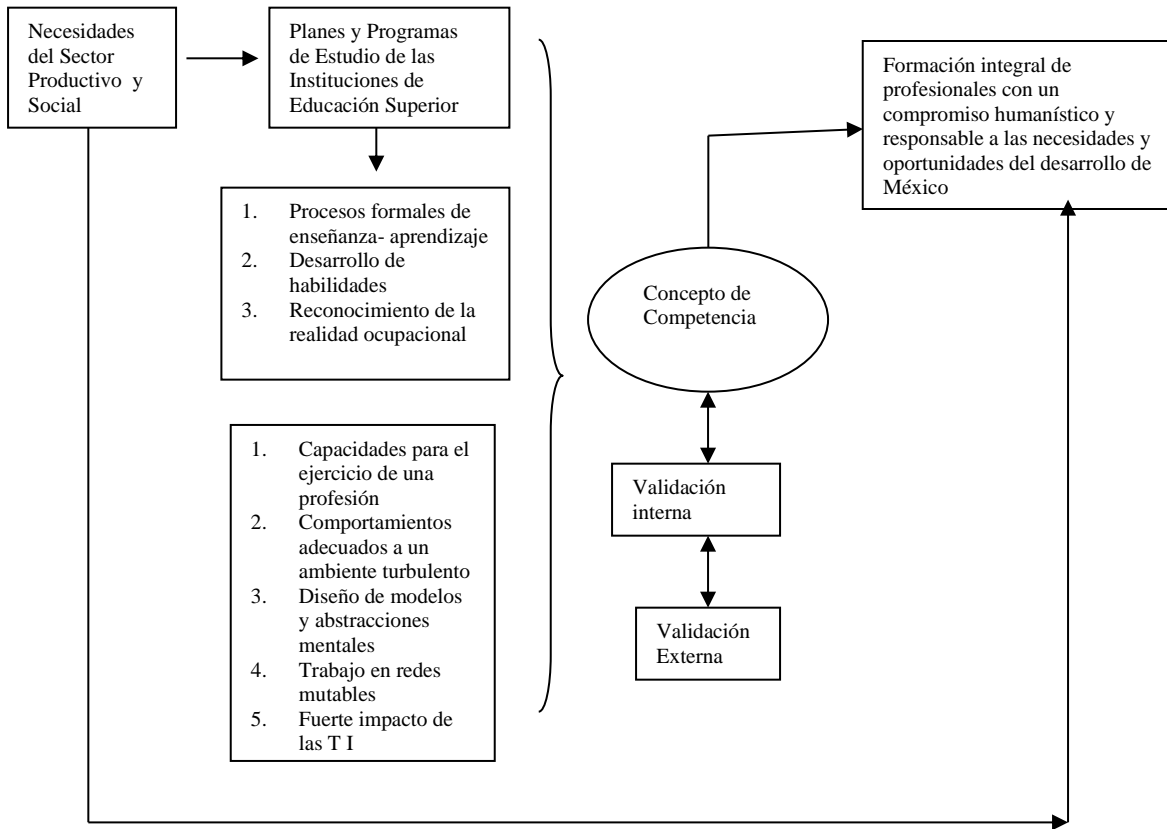 Necesidades
del Sector
Productivo y
Social
Planes y Programas
de Estudio de las
Instituciones de
Educación Superior
1. Procesos formales de
enseñanza- aprendizaje
2. Desarrollo de
habilidades
3. Reconocimiento de la
realidad ocupacional
1. Capacidades para el
ejercicio de una
profesión
2. Comportamientos
adecuados a un
ambiente turbulento
3. Diseño de modelos
y abstracciones
mentales
4. Trabajo en redes
mutables
5. Fuerte impacto de
las T I
Concepto de
Competencia
Validación
interna
Validación
Externa
Formación integral de
profesionales con un
compromiso humanístico y
responsable a las necesidades y
oportunidades del desarrollo de
México